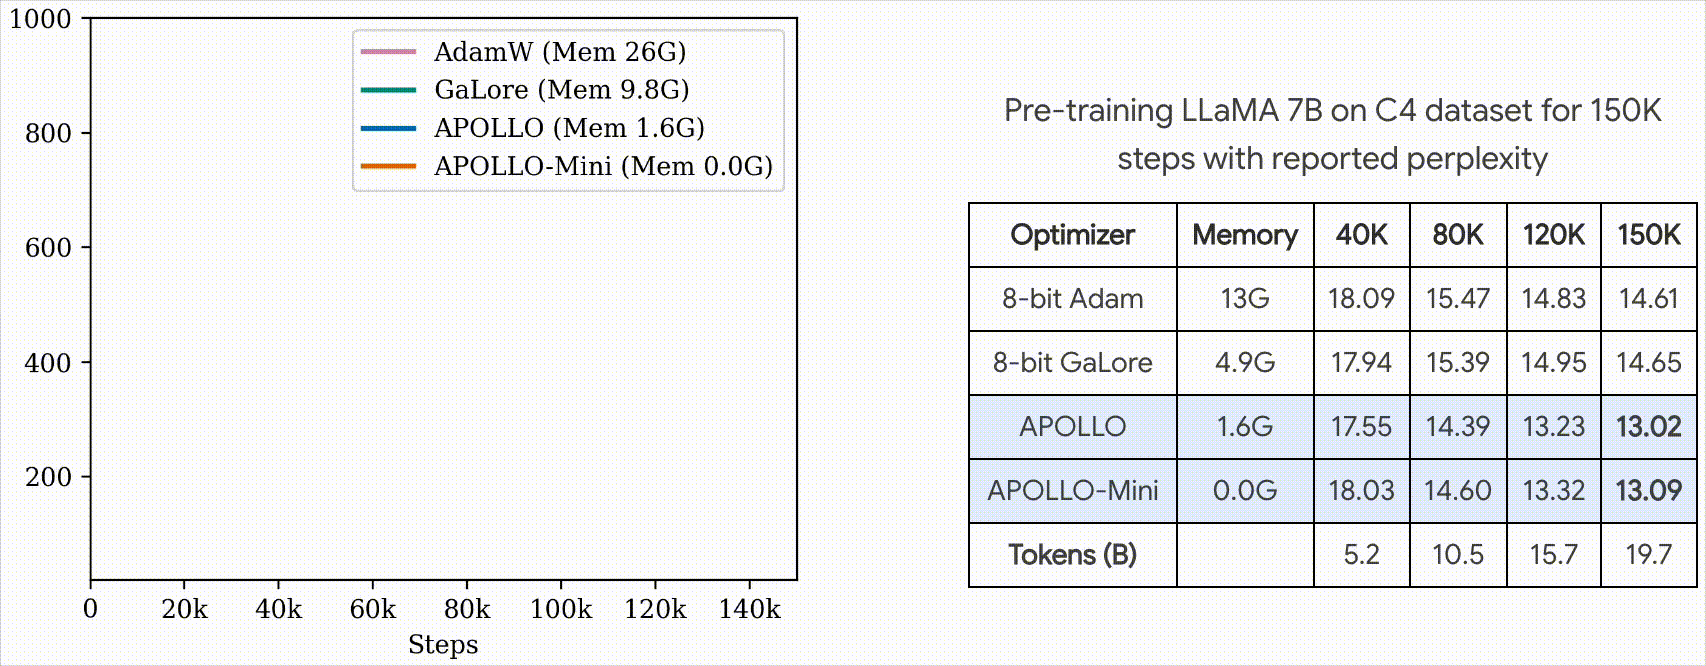 1000
800
600
400
200
0 20k 40k 60k 80k 100k 120k 140k
Steps
AdamW (Mem 26G)
GaLore (Mem 9.8G)
APOLLO (Mem 1.6G)
APOLLO-Mini (Mem 0.0G)
Pre-training LLaMA 7B on C4 dataset for 150K
steps with reported perplexity
Optimizer Memory 40K 80K 120K 150K
8-bit Adam 13G 18.09 15.47 14.83 14.61
8-bit GaLore 4.9G 17.94 15.39 14.95 14.65
APOLLO 1.6G 17.55 14.39 13.23 13.02
APOLLO-Mini 0.0G 18.03 14.60 13.32 13.09
Tokens (B) 5.2 10.5 15.7 19.7